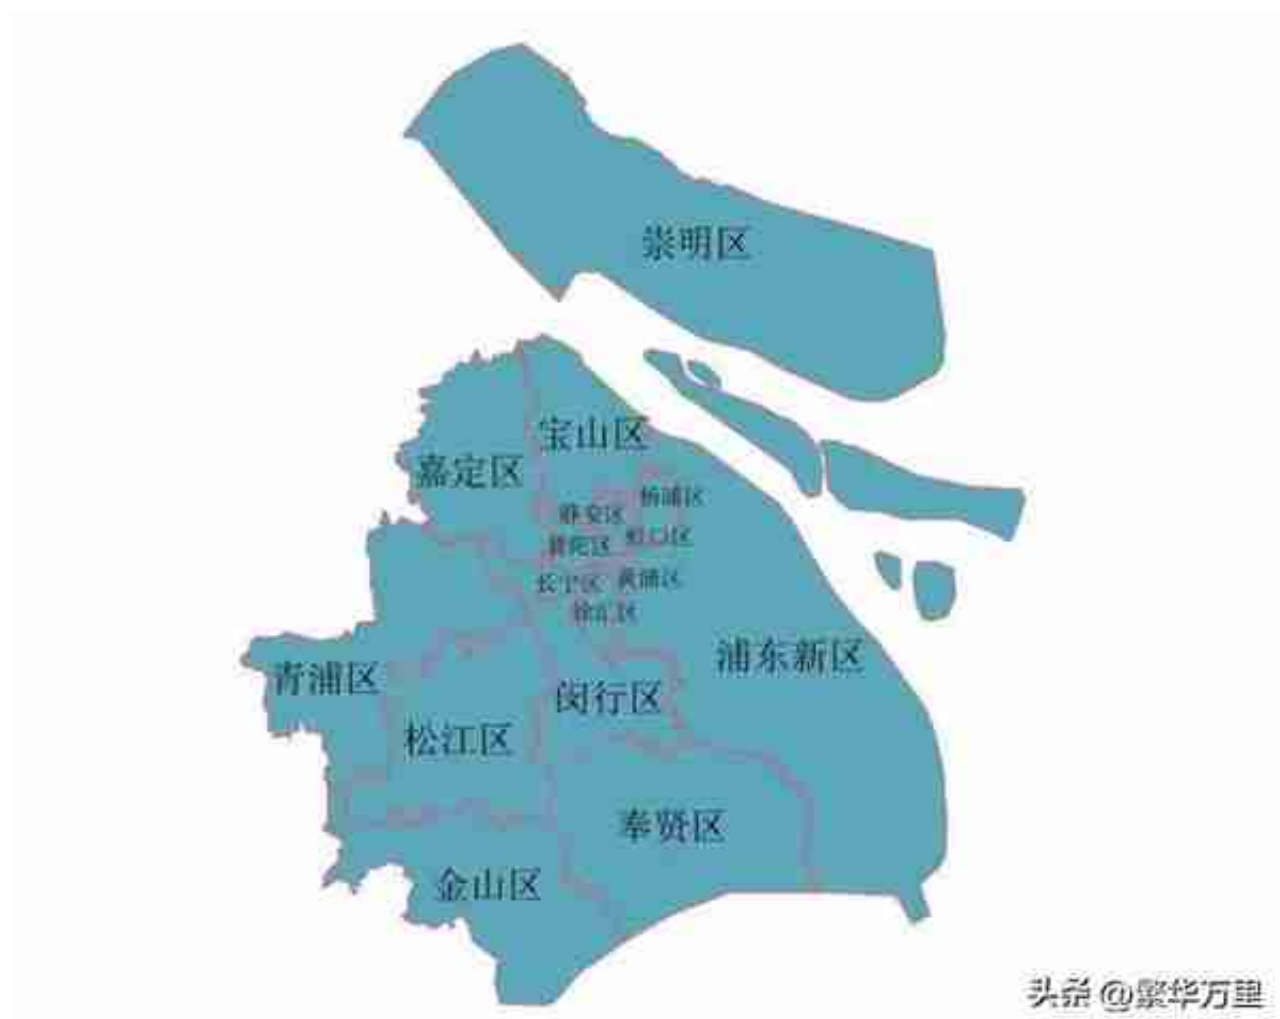 崇明区
宝山区
嘉定区
杨浦区
静安区
虹口区
普陀区
长宁区
黄浦区
徐汇区
浦东新区
青浦区
闵行区
松江区
奉贤区
金山区
头条 @繁华万里